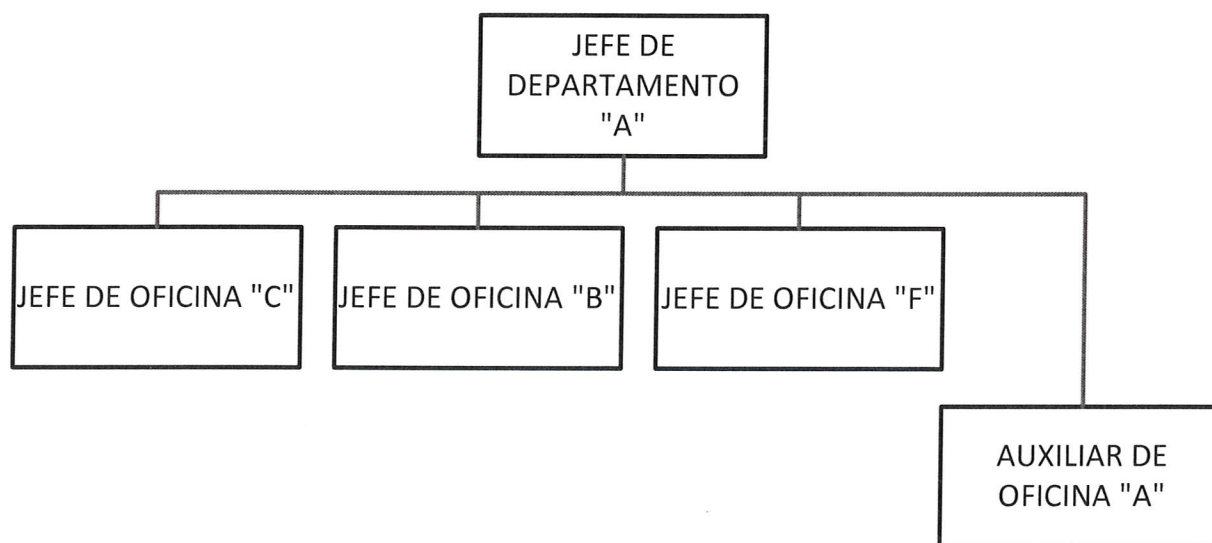 JEFE DE
DEPARTAMENTO
"A"
JEFE DE OFICINA "C"
JEFE DE OFICINA "B"
JEFE DE OFICINA "F"
AUXILIAR DE
OFICINA "A"